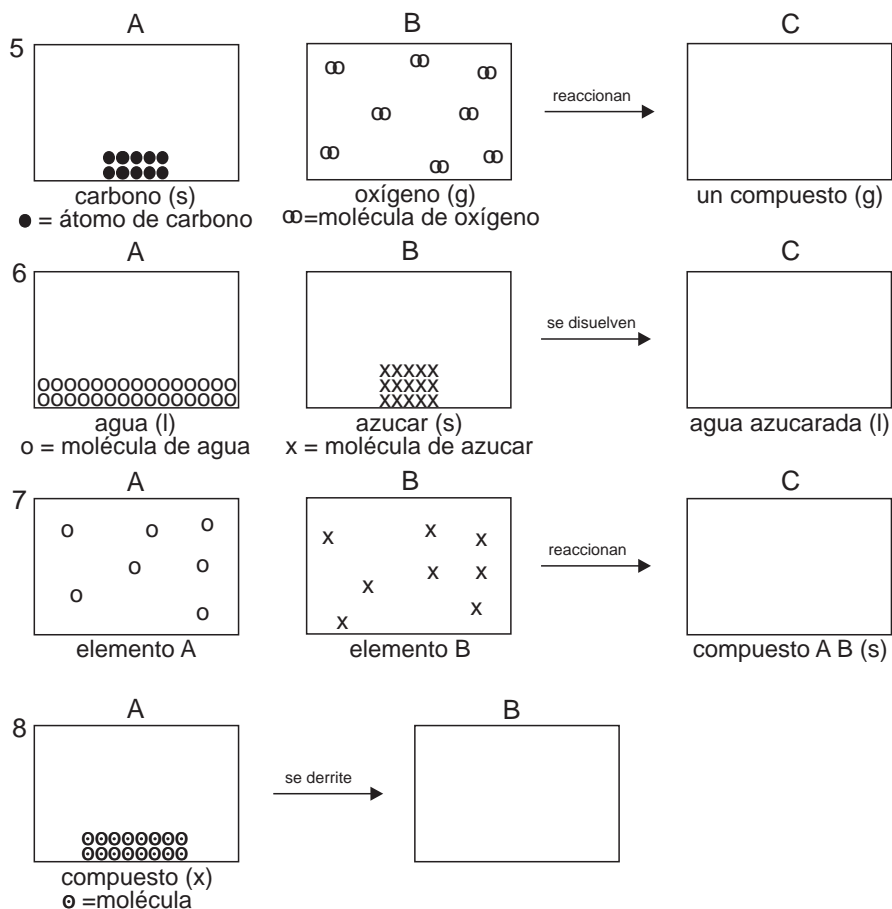 A B C
5
reaccionan
carbono (s) oxígeno (g) un compuesto (g)
= átomo de carbono =molécula de oxígeno
A B C
6
xxxxx
se disuelven
xxxxx
xxxxx
ooooooooooooooo
ooooooooooooooo
agua (l) azucar (s) agua azucarada (l)
o = molécula de agua x = molécula de azucar
A B C
7
o o o x x x
reaccionan
o o x x x
o o x x
elemento A elemento B compuesto A B (s)
A B
8
se derrite
compuesto (x)
=molécula